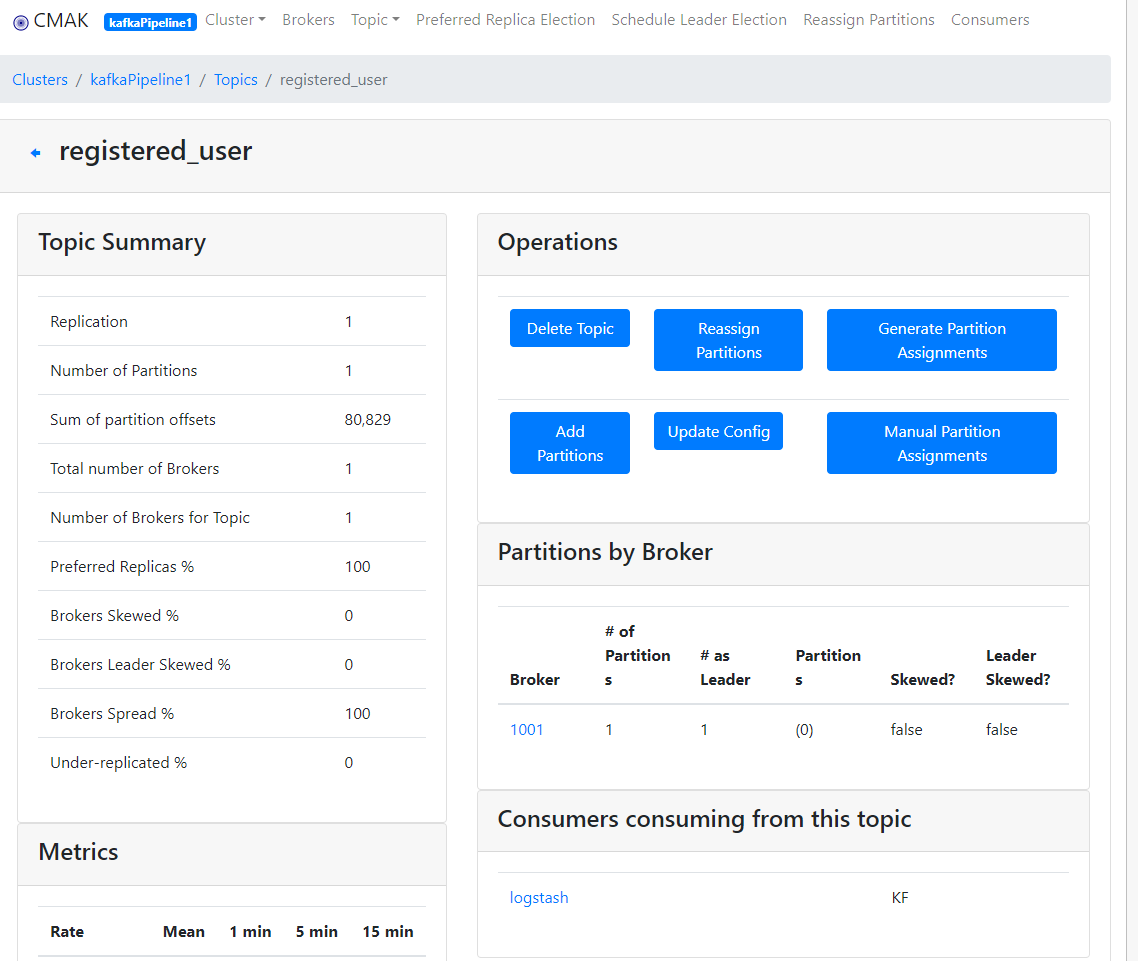 CMAK kafkaPipeline1 Cluster Brokers Topic Preferred Replica Election Schedule Leader Election Reassign Partitions Consumers
Clusters / kafkaPipeline1 / Topics / registered_user
registered_user
Topic Summary
Replication 1
Number of Partitions 1
Sum of partition offsets 80,829
Total number of Brokers 1
Number of Brokers for Topic 1
Preferred Replicas % 100
Brokers Skewed % 0
Brokers Leader Skewed % 0
Brokers Spread % 100
Under-replicated % 0
Metrics
Rate Mean 1 min 5 min 15 min
Operations
Delete Topic
Reassign
Partitions
Generate Partition
Assignments
Add
Partitions
Update Config
Manual Partition
Assignments
Partitions by Broker
Broker
# of
Partition
s
# as
Leader
Partition
s
Skewed?
Leader
Skewed?
1001 1 1 (0) false false
Consumers consuming from this topic
logstash KF